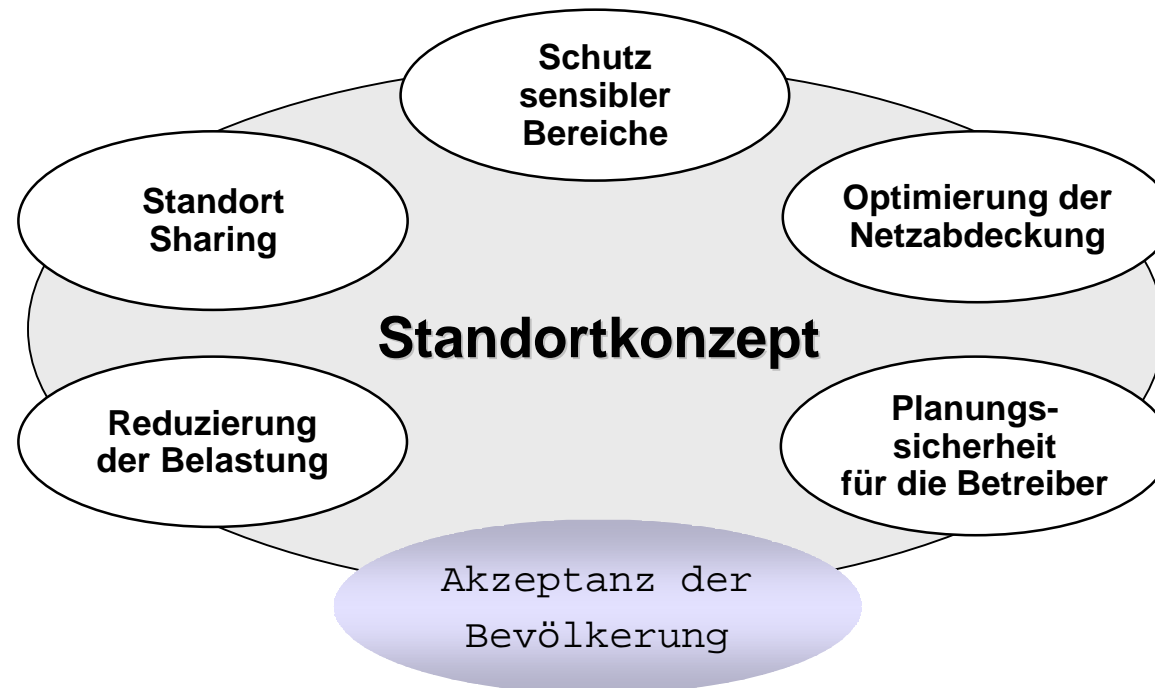 Schutz
sensibler
Bereiche
Standort
Sharing
Optimierung der
Netzabdeckung
Standortkonzept
Reduzierung
der Belastung
Planungs-
sicherheit
für die Betreiber
Akzeptanz der
Bevölkerung